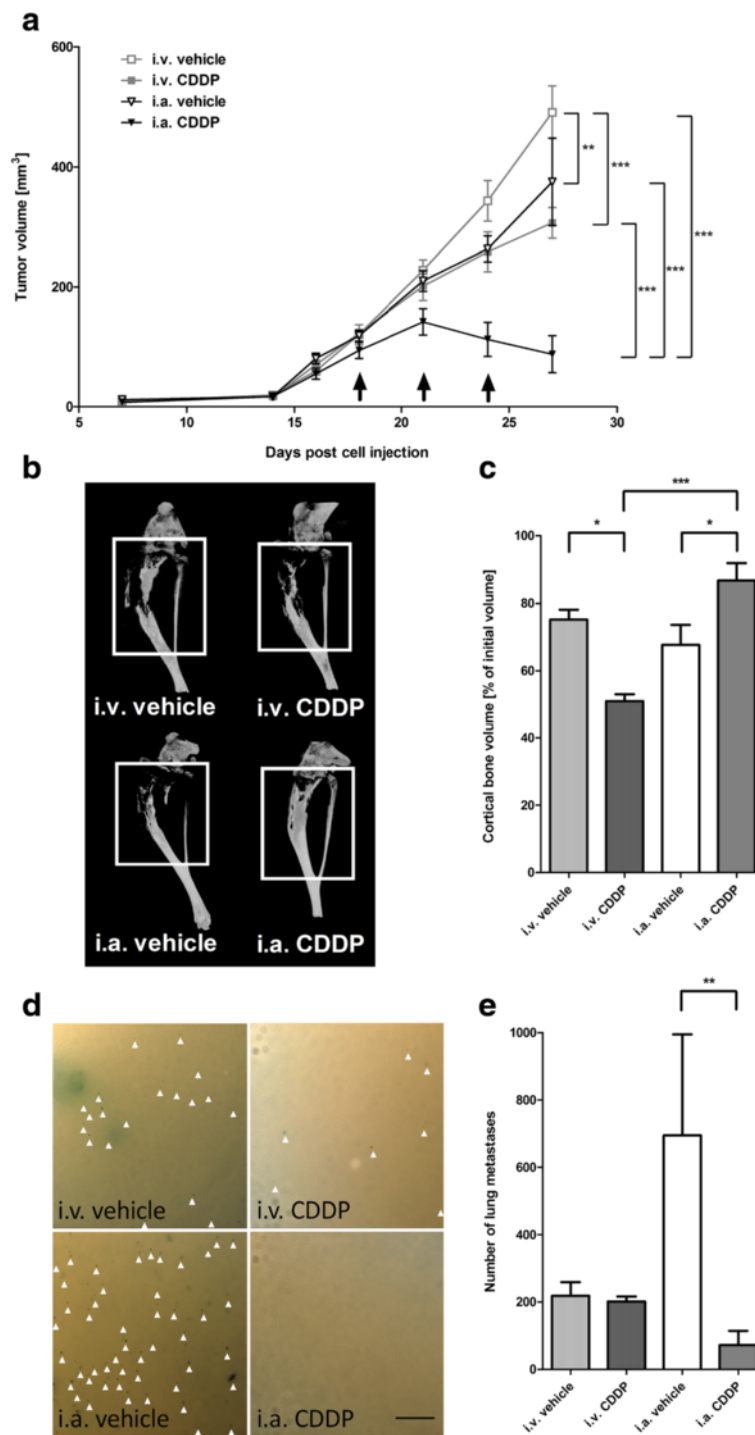 a
600
400
200
0
Tumor volume [mm³]
i.v. vehicle
i.v. CDDP
i.a. vehicle
i.a. CDDP
**
***
***
***
***
5 10 15 20 25 30
Days post cell injection
b
i.v. vehicle i.v. CDDP
i.a. vehicle i.a. CDDP
c
***
* *
100
80
60
40
20
0
Cortical bone volume [% of initial volume]
i.v. vehicle i.v. CDDP i.a. vehicle i.a. CDDP
d
i.v. vehicle i.v. CDDP
i.a. vehicle i.a. CDDP
e
**
1000
800
600
400
200
0
Number of lung metastases
i.v. vehicle i.v. CDDP i.a. vehicle i.a. CDDP